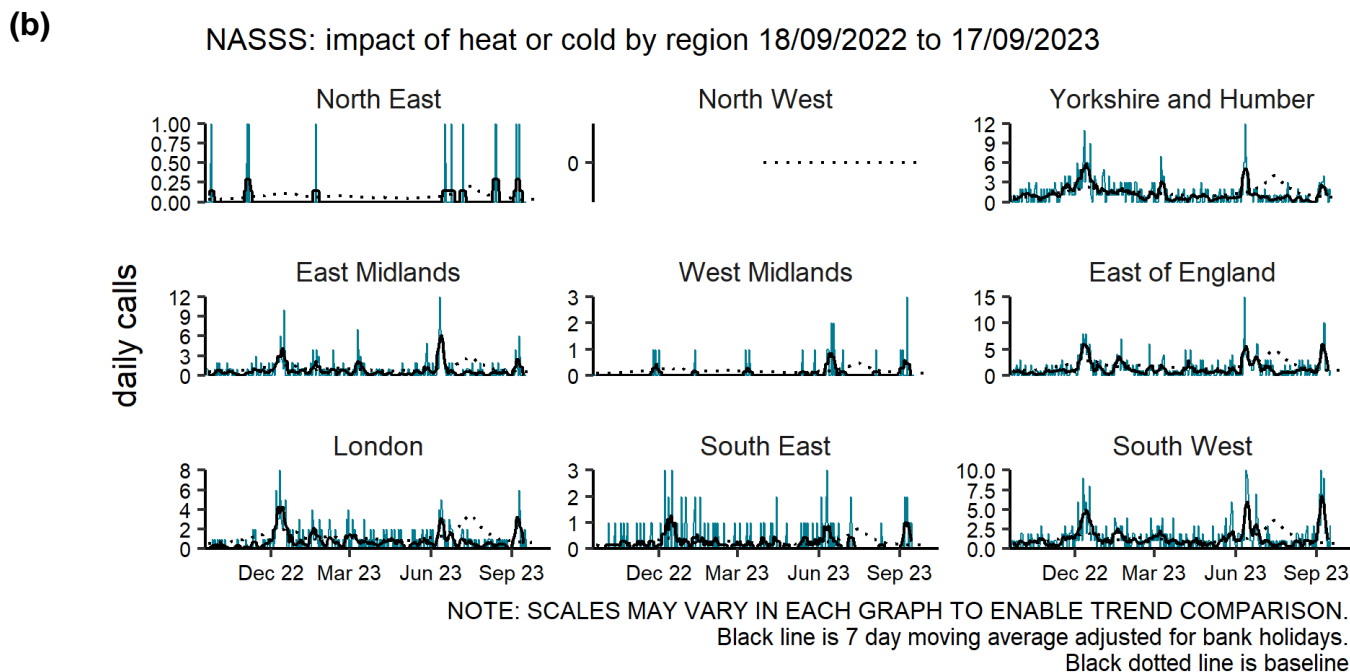 (b)
NASSS: impact of heat or cold by region 18/09/2022 to 17/09/2023
North East
North West
Yorkshire and Humber
1.00
0.75
0.50
0.25
0.00
0
12
9
6
3
0
daily calls
East Midlands
West Midlands
East of England
12
9
6
3
0
3
2
1
0
15
10
5
0
London
South East
South West
8
6
4
2
0
3
2
1
0
10.0
7.5
5.0
2.5
0.0
Dec 22 Mar 23 Jun 23 Sep 23
Dec 22 Mar 23 Jun 23 Sep 23
Dec 22 Mar 23 Jun 23 Sep 23
NOTE: SCALES MAY VARY IN EACH GRAPH TO ENABLE TREND COMPARISON.
Black line is 7 day moving average adjusted for bank holidays.
Black dotted line is baseline